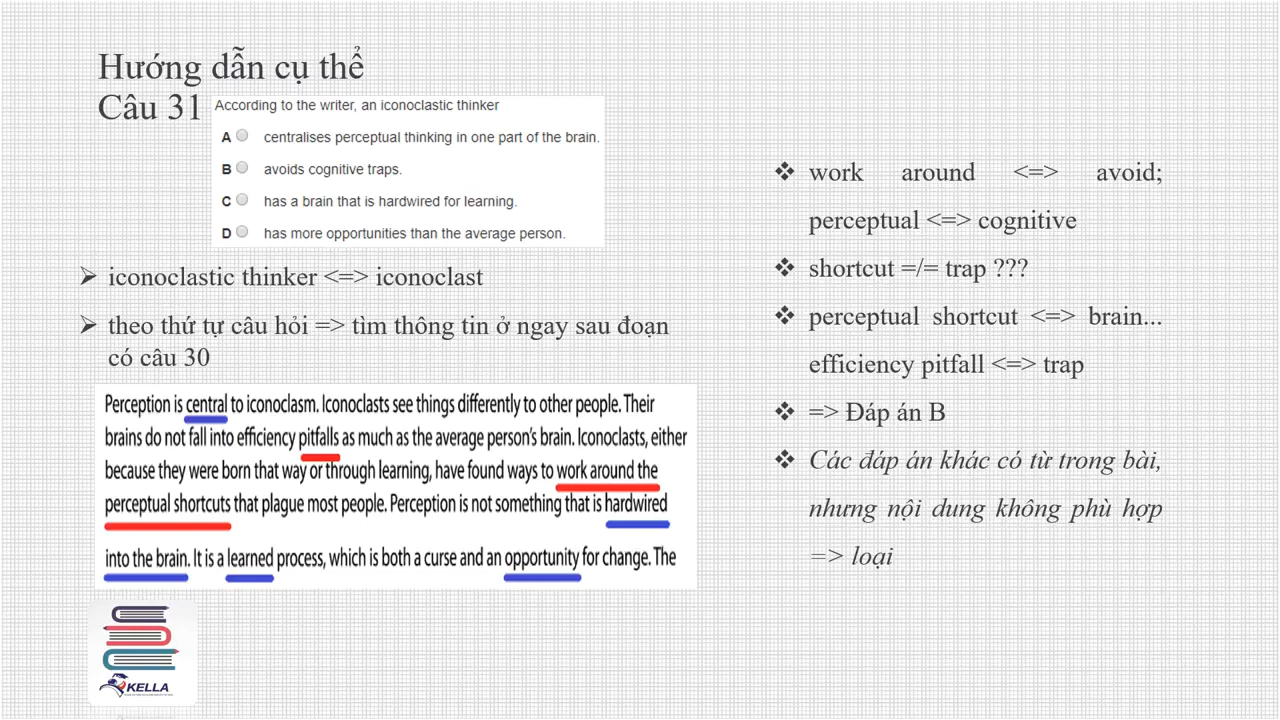 Hướng dẫn cụ thể
Câu 31
According to the writer, an iconoclastic thinker
A centralises perceptual thinking in one part of the brain.
B avoids cognitive traps.
C has a brain that is hardwired for learning.
D has more opportunities than the average person.
iconoclastic thinker <=> iconoclast
theo thứ tự câu hỏi => tìm thông tin ở ngay sau đoạn
có câu 30
Perception is central to iconoclasm. Iconoclasts see things differently to other people. Their
brains do not fall into efficiency pitfalls as much as the average person's brain. Iconoclasts, either
because they were born that way or through learning, have found ways to work around the
perceptual shortcuts that plague most people. Perception is not something that is hardwired
into the brain. It is a learned process, which is both a curse and an opportunity for change. The
KELLA
work around <=> avoid;
perceptual <=> cognitive
shortcut =/= trap ???
perceptual shortcut <=> brain...
efficiency pitfall <=> trap
=> Đáp án B
Các đáp án khác có từ trong bài,
nhưng nội dung không phù hợp
=> loại